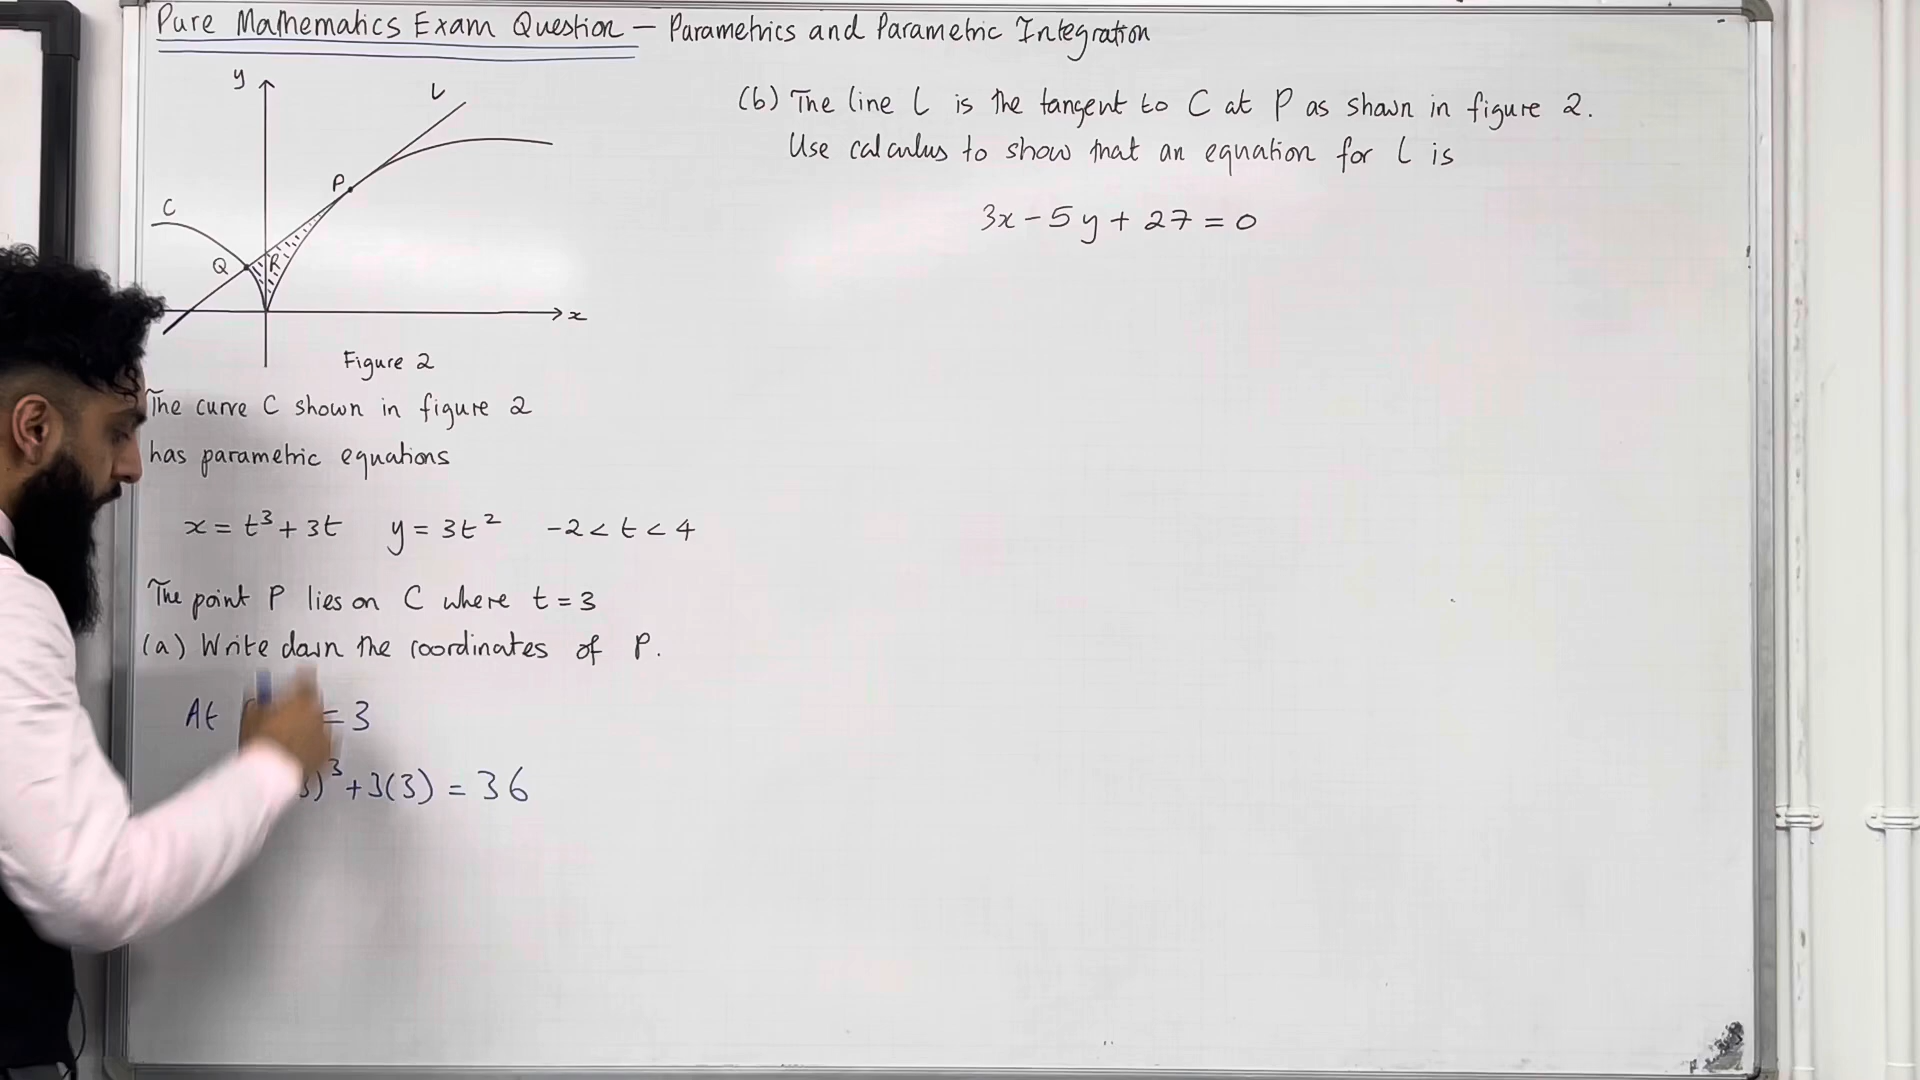 Pure Mathematics Exam Question – Parametrics and Parametric Integration
y
L
P
C
Q
R
x
Figure 2
The curve C shown in figure 2
has parametric equations
x = t³ + 3t y = 3t² -2 < t < 4
The point P lies on C where t = 3
(a) Write down the coordinates of P.
At = 3
3)³ + 3(3) = 36
(b) The line L is the tangent to C at P as shown in figure 2.
Use calculus to show that an equation for L is
3x - 5y + 27 = 0